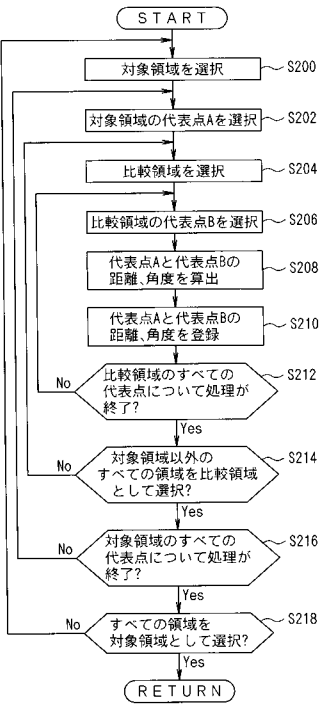 START
対象領域を選択
S200
対象領域の代表点Aを選択
S202
比較領域を選択
S204
比較領域の代表点Bを選択
S206
代表点Aと代表点Bの
距離、角度を算出
S208
代表点Aと代表点Bの
距離、角度を登録
S210
比較領域のすべての
代表点について処理が
終了?
S212
No
Yes
対象領域以外の
すべての領域を比較領域
として選択?
S214
No
Yes
対象領域のすべての
代表点について処理が
終了?
S216
No
Yes
すべての領域を
対象領域として選択?
S218
No
Yes
RETURN